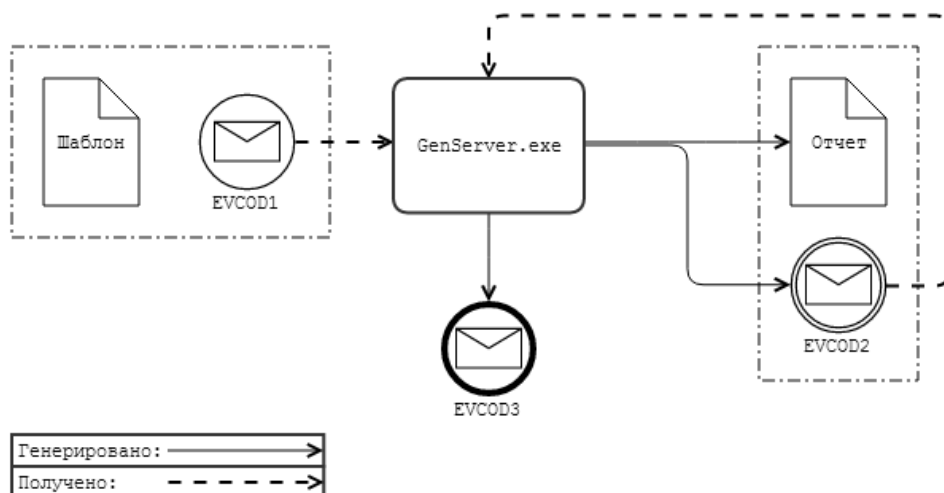 Шаблон
EVCOD1
GenServer.exe
Отчет
EVCOD2
EVCOD3
Генерировано:
Получено: